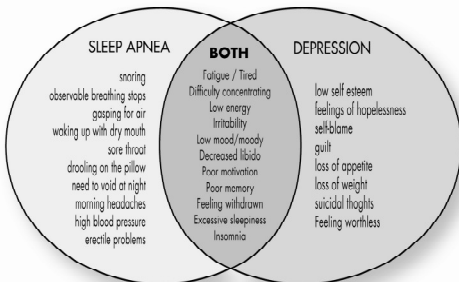 SLEEP APNEA
snoring
observable breathing stops
gasping for air
waking up with dry mouth
sore throat
drooling on the pillow
need to void at night
morning headaches
high blood pressure
erectile problems
BOTH
Fatigue / Tired
Difficulty concentrating
Low energy
Irritability
Low mood/moody
Decreased libido
Poor motivation
Poor memory
Feeling withdrawn
Excessive sleepiness
Insomnia
DEPRESSION
low self esteem
feelings of hopelessness
self-blame
guilt
loss of appetite
loss of weight
suicidal thoghts
Feeling worthless